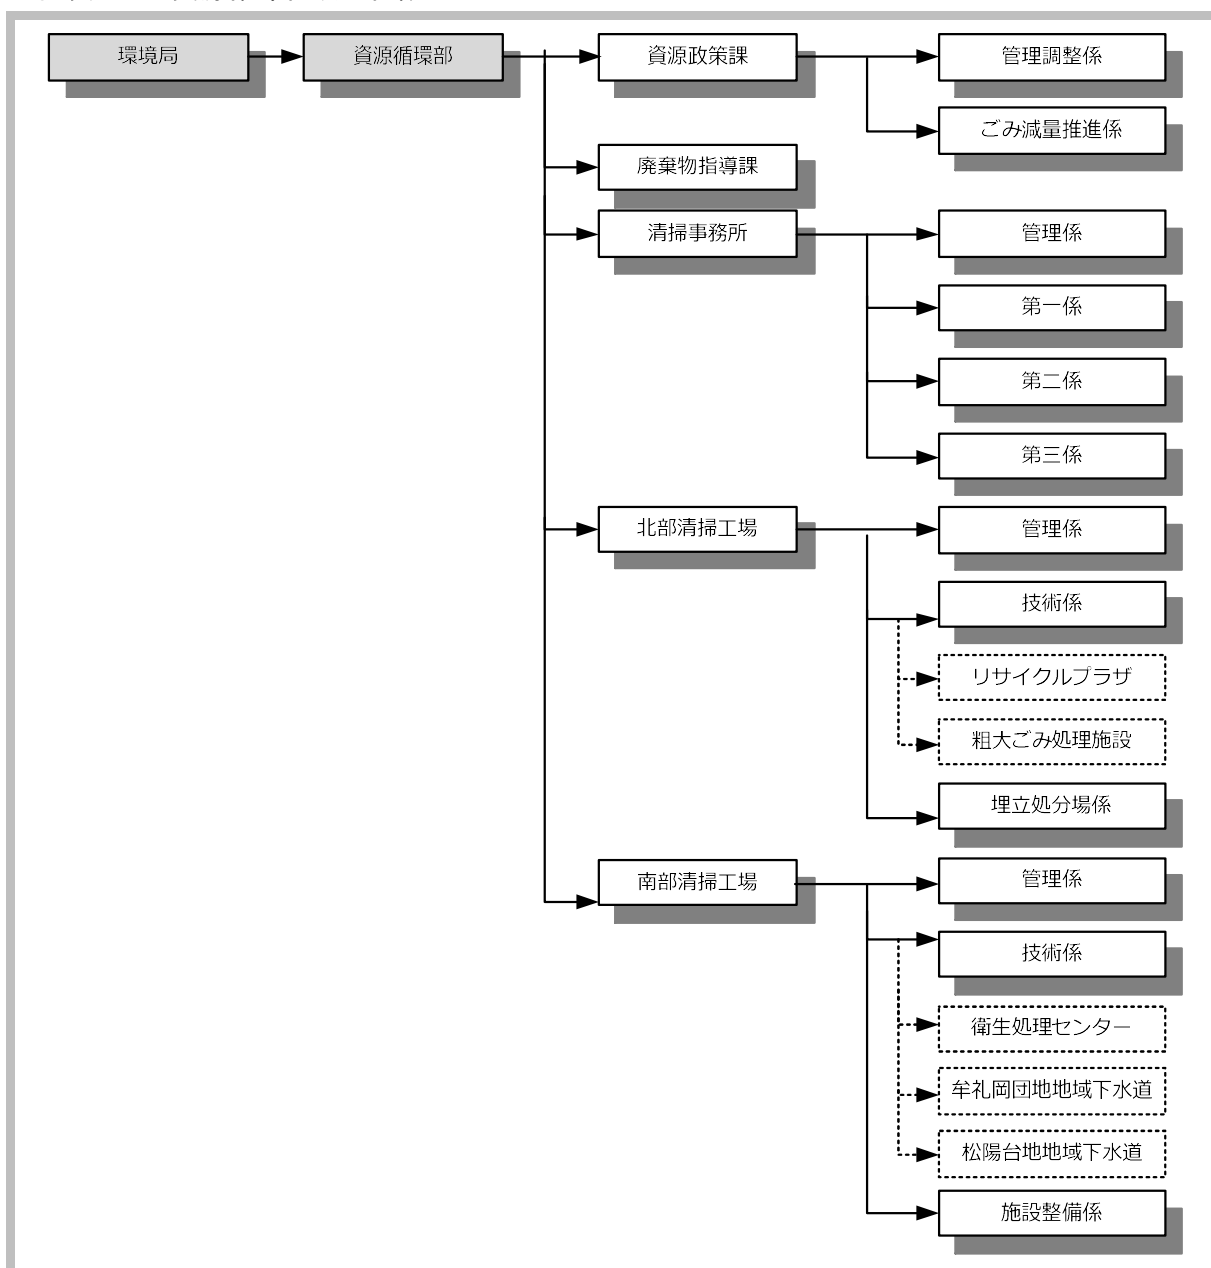 環境局
資源循環部
資源政策課
管理調整係
ごみ減量推進係
廃棄物指導課
清掃事務所
管理係
第一係
第二係
第三係
北部清掃工場
管理係
技術係
リサイクルプラザ
粗大ごみ処理施設
埋立処分場係
南部清掃工場
管理係
技術係
衛生処理センター
牟礼岡団地地域下水道
松陽台地地域下水道
施設整備係